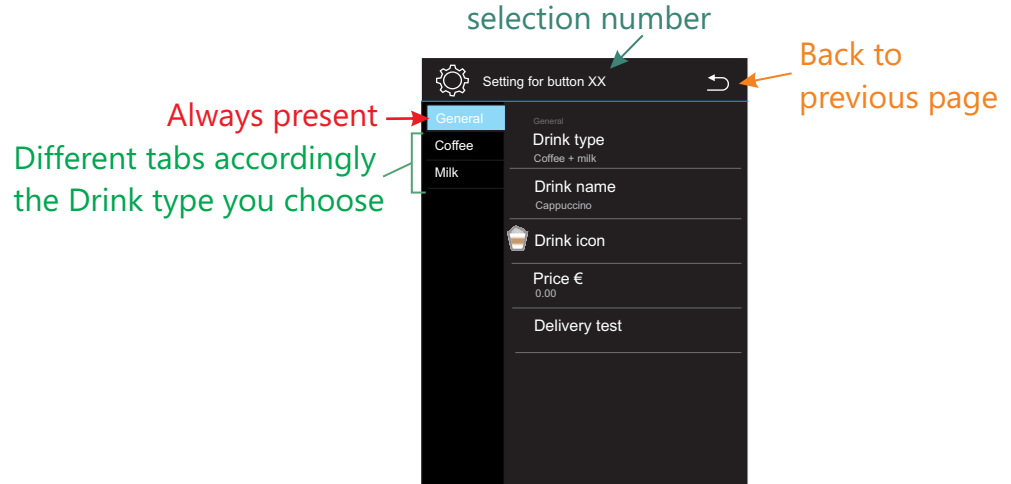 selection number
Back to
previous page
Setting for button XX
Always present
Different tabs accordingly
the Drink type you choose
General
Coffee
Milk
General
Drink type
Coffee + milk
Drink name
Cappuccino
Drink icon
Price €
0.00
Delivery test